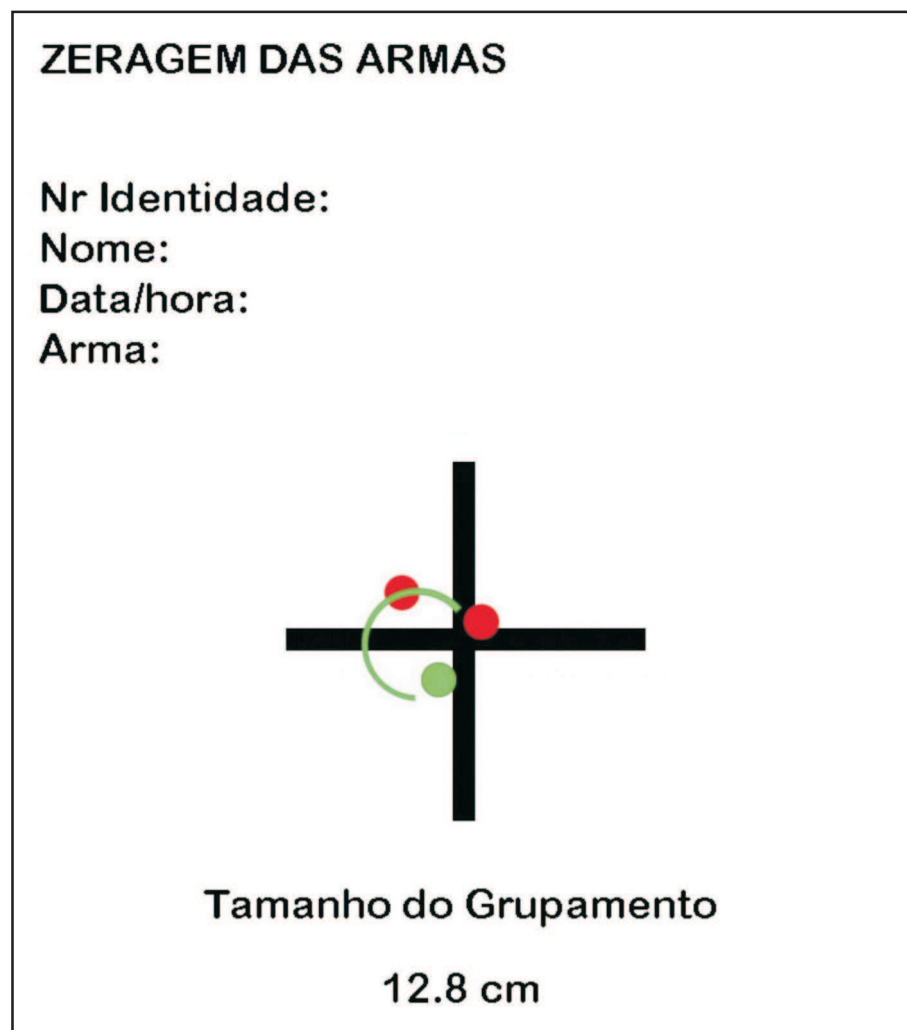 ZERAGEM DAS ARMAS
Nr Identidade:
Nome:
Data/hora:
Arma:
Tamanho do Grupamento
12.8 cm